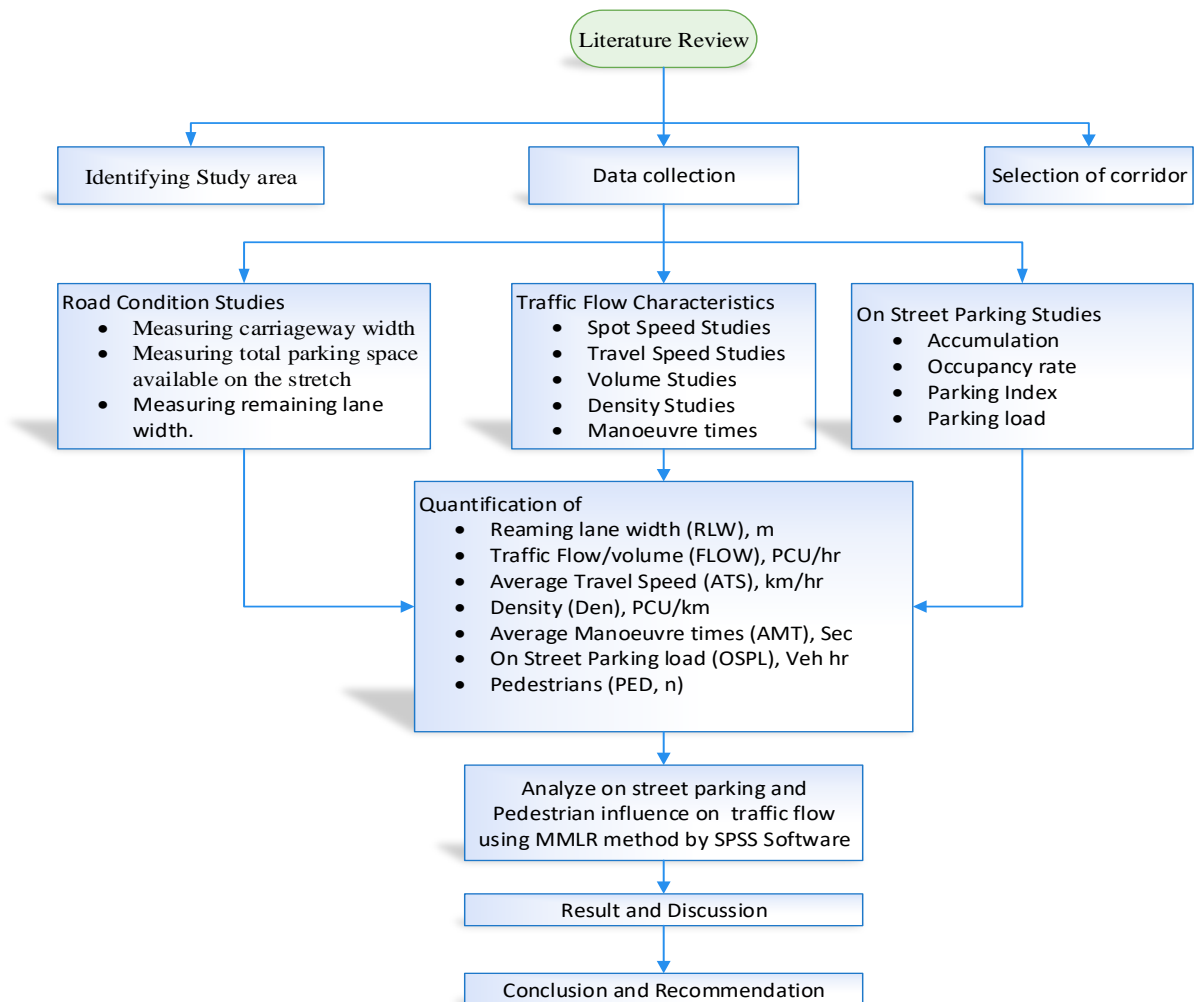 Literature Review
Identifying Study area
Data collection
Selection of corridor
Road Condition Studies
• Measuring carriageway width
• Measuring total parking space
available on the stretch
• Measuring remaining lane
width.
Traffic Flow Characteristics
• Spot Speed Studies
• Travel Speed Studies
• Volume Studies
• Density Studies
• Manoeuvre times
On Street Parking Studies
• Accumulation
• Occupancy rate
• Parking Index
• Parking load
Quantification of
• Reaming lane width (RLW), m
• Traffic Flow/volume (FLOW), PCU/hr
• Average Travel Speed (ATS), km/hr
• Density (Den), PCU/km
• Average Manoeuvre times (AMT), Sec
• On Street Parking load (OSPL), Veh hr
• Pedestrians (PED, n)
Analyze on street parking and
Pedestrian influence on traffic flow
using MMLR method by SPSS Software
Result and Discussion
Conclusion and Recommendation